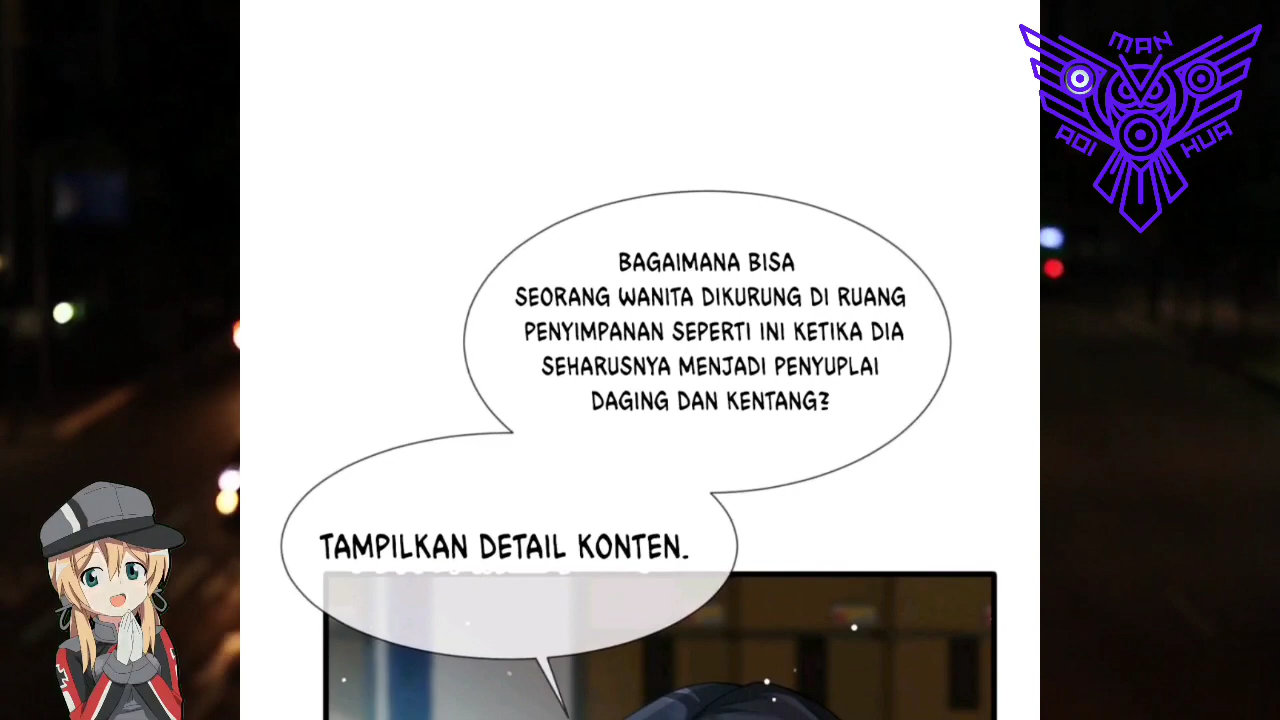 MAN
AOI HUA
BAGAIMANA BISA
SEORANG WANITA DIKURUNG DI RUANG
PENYIMPANAN SEPERTI INI KETIKA DIA
SEHARUSNYA MENJADI PENYUPLAI
DAGING DAN KENTANG?
TAMPILKAN DETAIL KONTEN.